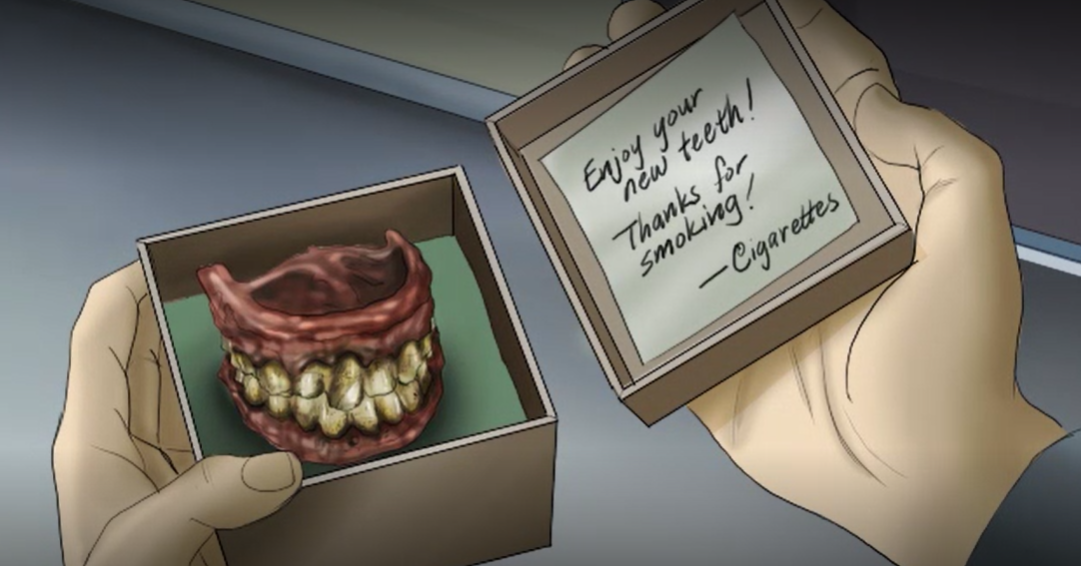 Enjoy your
new teeth!
Thanks for
smoking!
—Cigarettes